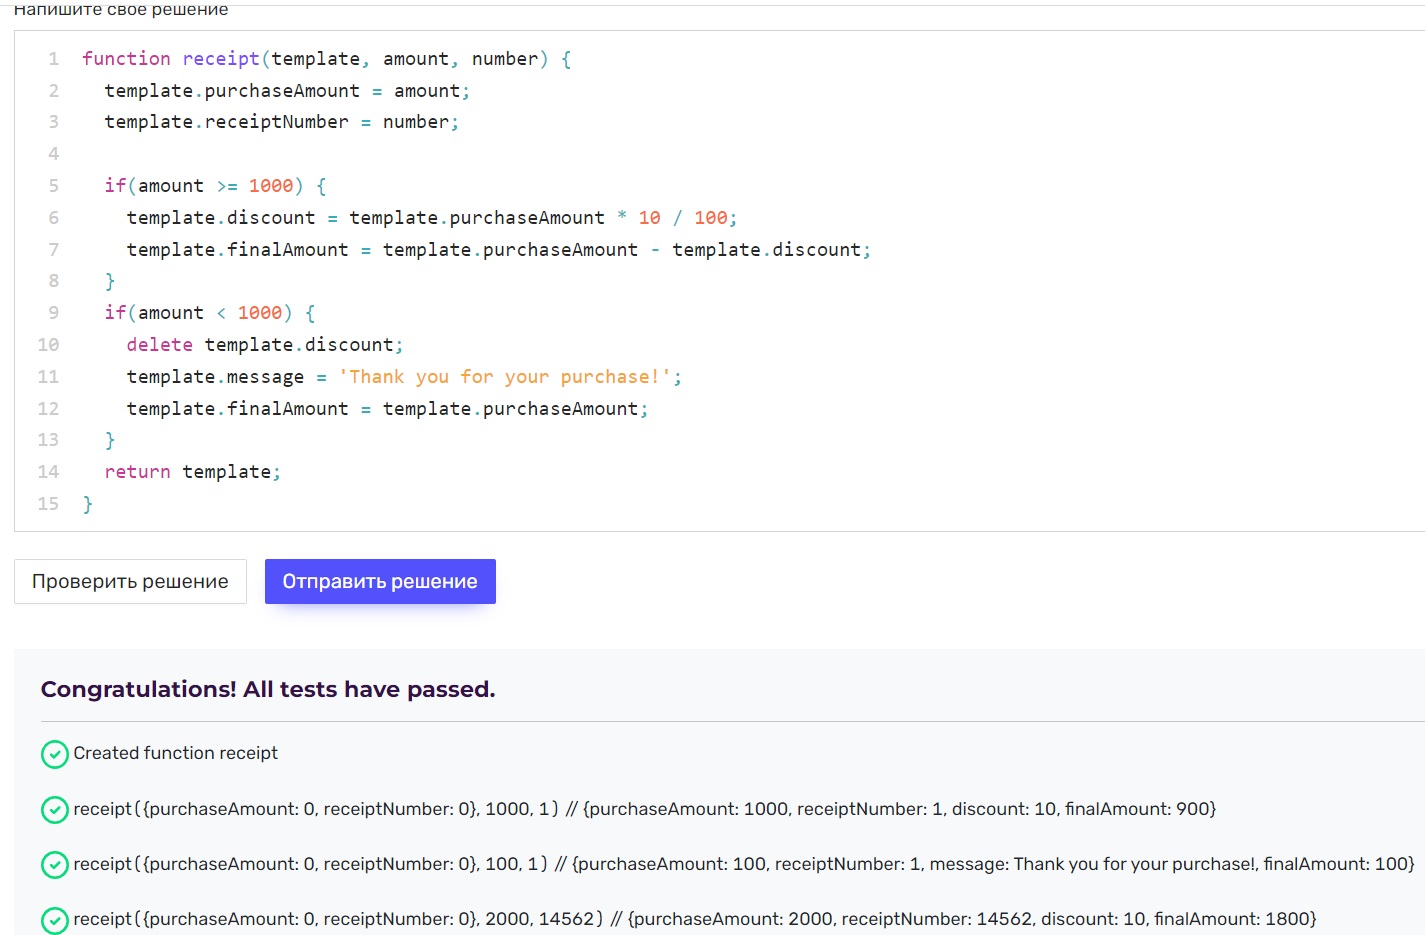 Напишите свое решение
1 function receipt(template, amount, number) {
2 template.purchaseAmount = amount;
3 template.receiptNumber = number;
4
5 if(amount >= 1000) {
6 template.discount = template.purchaseAmount * 10 / 100;
7 template.finalAmount = template.purchaseAmount - template.discount;
8 }
9 if(amount < 1000) {
10 delete template.discount;
11 template.message = 'Thank you for your purchase!';
12 template.finalAmount = template.purchaseAmount;
13 }
14 return template;
15 }
Проверить решение Отправить решение
Congratulations! All tests have passed.
Created function receipt
receipt({purchaseAmount: 0, receiptNumber: 0}, 1000, 1) // {purchaseAmount: 1000, receiptNumber: 1, discount: 10, finalAmount: 900}
receipt({purchaseAmount: 0, receiptNumber: 0}, 100, 1) // {purchaseAmount: 100, receiptNumber: 1, message: Thank you for your purchase!, finalAmount: 100}
receipt({purchaseAmount: 0, receiptNumber: 0}, 2000, 14562) // {purchaseAmount: 2000, receiptNumber: 14562, discount: 10, finalAmount: 1800}